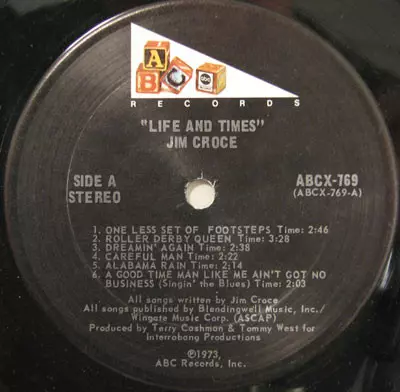 A
B
C
abc
RECORDS
"LIFE AND TIMES"
JIM CROCE
SIDE A
STEREO
ABCX-769
(ABCX-769-A)
1. ONE LESS SET OF FOOTSTEPS Time: 2:46
2. ROLLER DERBY QUEEN Time: 3:28
3. DREAMIN' AGAIN Time: 2:38
4. CAREFUL MAN Time: 2:22
5. ALABAMA RAIN Time: 2:14
6. A GOOD TIME MAN LIKE ME AIN'T GOT NO
BUSINESS (Singin' the Blues) Time: 2:03
All songs written by Jim Croce
All songs published by Blendingwell Music, Inc./
Wingate Music Corp. (ASCAP)
Produced by Terry Cashman & Tommy West for
Interrobang Productions
℗1973,
ABC Records, Inc.